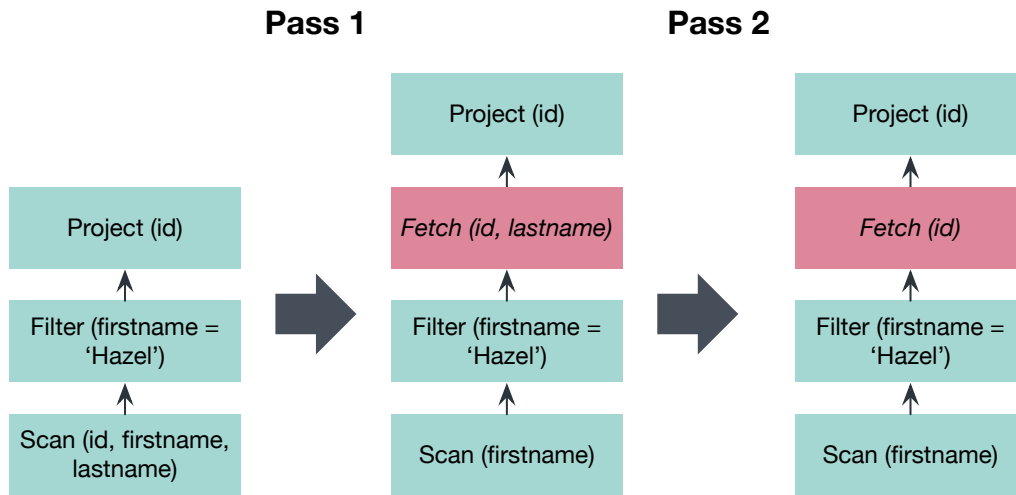 Pass 1
Pass 2
Project (id)
Filter (firstname =
‘Hazel’)
Scan (id, firstname,
lastname)
Project (id)
Fetch (id, lastname)
Filter (firstname =
‘Hazel’)
Scan (firstname)
Project (id)
Fetch (id)
Filter (firstname =
‘Hazel’)
Scan (firstname)